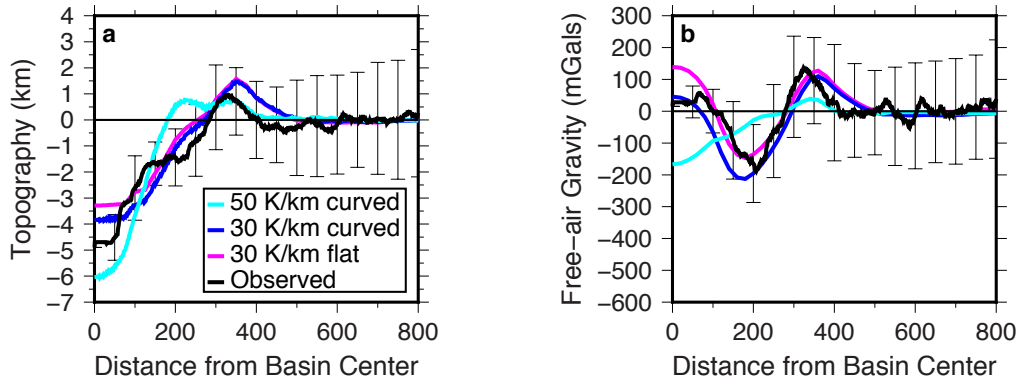 a
4
3
2
1
0
−1
−2
−3
−4
−5
−6
−7
Topography (km)
50 K/km curved
30 K/km curved
30 K/km flat
Observed
0 200 400 600 800
Distance from Basin Center
b
300
200
100
0
−100
−200
−300
−400
−500
−600
Free−air Gravity (mGals)
0 200 400 600 800
Distance from Basin Center